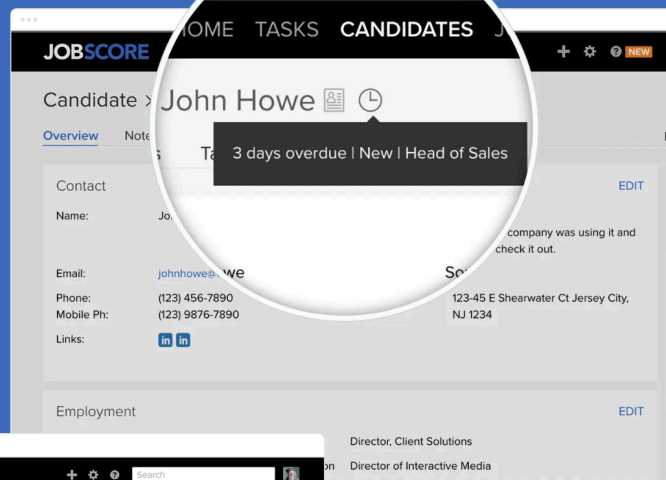 JOBSCORE
HOME TASKS CANDIDATES
NEW
Candidate > John Howe
Overview
3 days overdue | New | Head of Sales
Contact EDIT
Name:
company was using it and
check it out.
Email: johnhowe@
Phone: (123) 456-7890 123-45 E Shearwater Ct Jersey City,
Mobile Ph: (123) 9876-7890 NJ 1234
Links: in in
Employment EDIT
Director, Client Solutions
Director of Interactive Media
Search